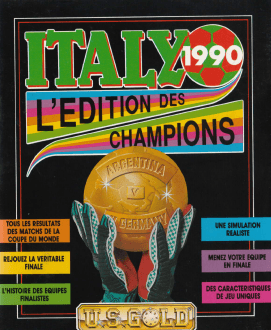 ITALY 1990
L'EDITION DES
CHAMPIONS
ARGENTINA
V
W. GERMANY
TOUS LES RESULTATS
DES MATCHS DE LA
COUPE DU MONDE
REJOUEZ LA VERITABLE
FINALE
L'HISTOIRE DES EQUIPES
FINALISTES
UNE SIMULATION
REALISTE
MENEZ VOTRE EQUIPE
EN FINALE
DES CARACTERISTIQUES
DE JEU UNIQUES
U.S. GOLD